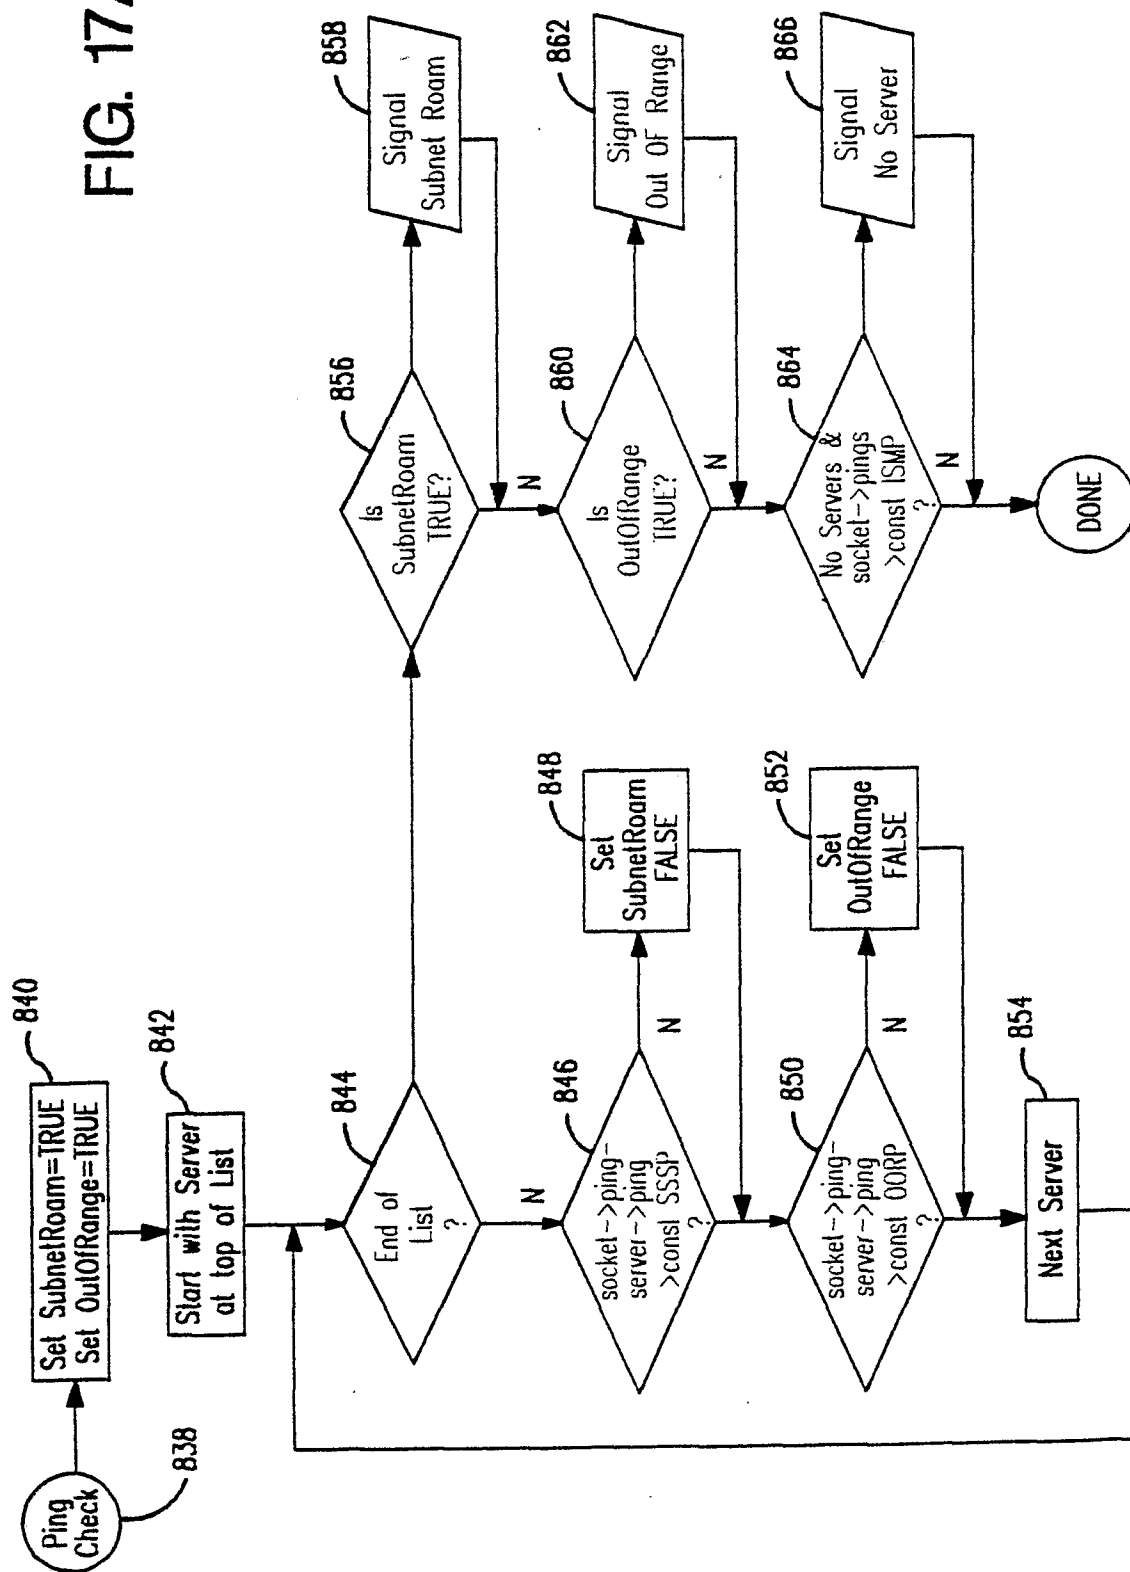 FIG. 17A
Ping
Check
838
Set SubnetRoam=TRUE
Set OutOfRange=TRUE
840
Start with Server
at top of List
842
End of
List
?
844
N
socket->ping-
server->ping
>const SSSP
?
846
N
Set
SubnetRoam
FALSE
848
socket->ping-
server->ping
>const OORP
?
850
N
Set
OutOfRange
FALSE
852
Next Server
854
Is
SubnetRoam
TRUE?
856
N
Signal
Subnet Roam
858
Is
OutOfRange
TRUE?
860
N
Signal
Out OF Range
862
No Servers &
socket->pings
>const ISMP
?
864
N
Signal
No Server
866
DONE